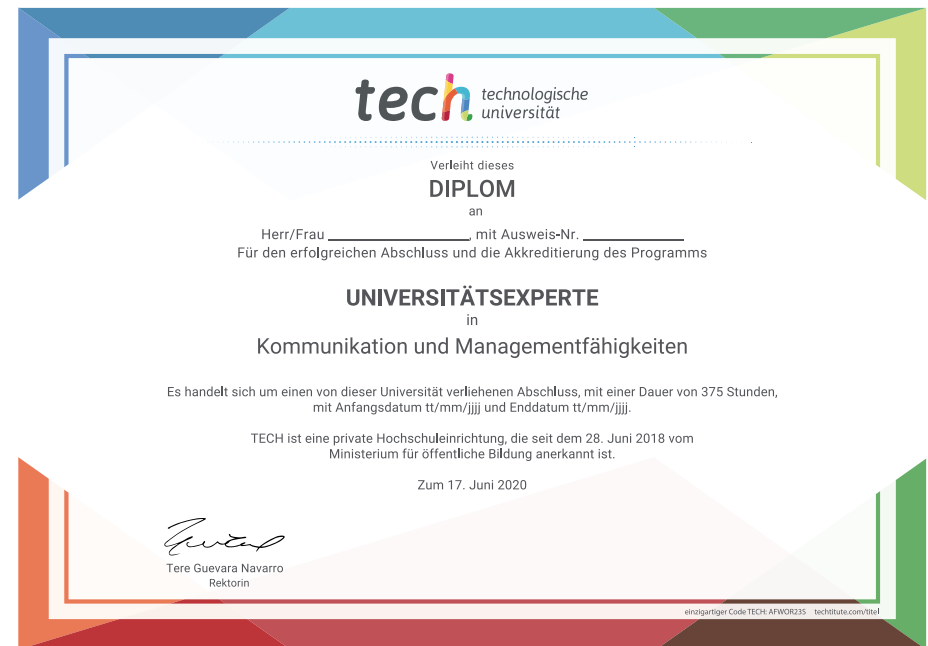 tech technologische
universität
Verleiht dieses
DIPLOM
an
Herr/Frau ____________________, mit Ausweis-Nr. ______________
Für den erfolgreichen Abschluss und die Akkreditierung des Programms
UNIVERSITÄTSEXPERTE
in
Kommunikation und Managementfähigkeiten
Es handelt sich um einen von dieser Universität verliehenen Abschluss, mit einer Dauer von 375 Stunden,
mit Anfangsdatum tt/mm/jjjj und Enddatum tt/mm/jjjj.
TECH ist eine private Hochschuleinrichtung, die seit dem 28. Juni 2018 vom
Ministerium für öffentliche Bildung anerkannt ist.
Zum 17. Juni 2020
Tere Guevara Navarro
Rektorin
einzigartiger Code TECH: AFWOR23S techtitute.com/titel